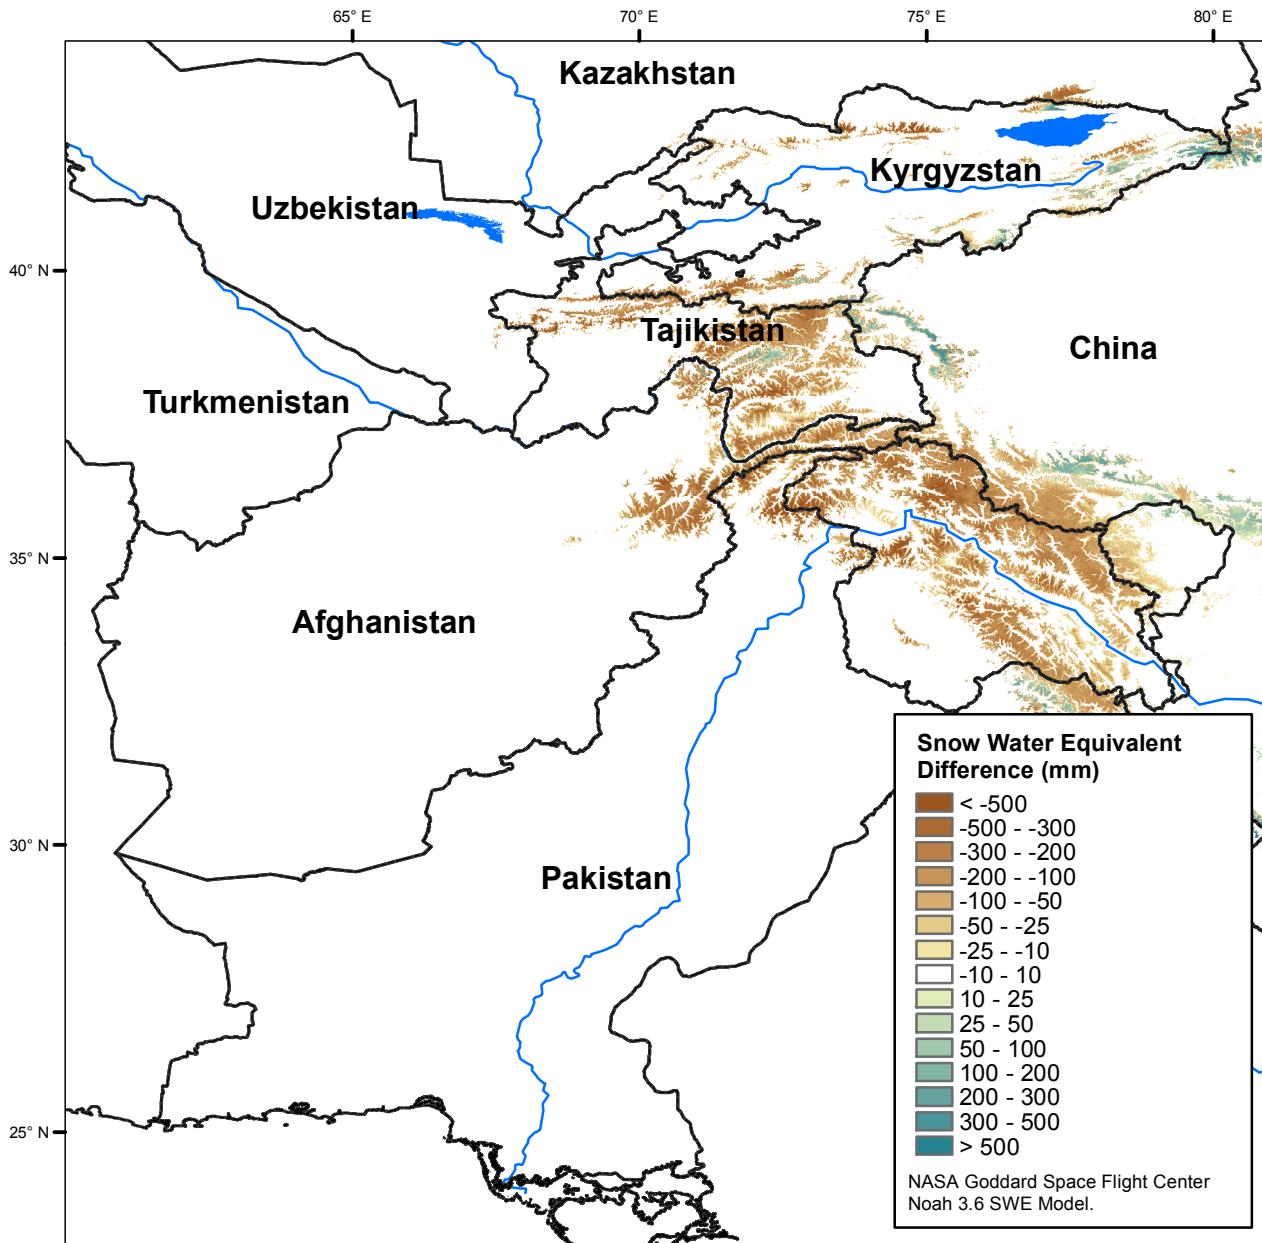 65° E
70° E
75° E
80° E
Kazakhstan
Kyrgyzstan
Uzbekistan
40° N
Tajikistan
China
Turkmenistan
35° N
Afghanistan
30° N
Pakistan
25° N
Snow Water Equivalent
Difference (mm)
< -500
-500 - -300
-300 - -200
-200 - -100
-100 - -50
-50 - -25
-25 - -10
-10 - 10
10 - 25
25 - 50
50 - 100
100 - 200
200 - 300
300 - 500
> 500
NASA Goddard Space Flight Center
Noah 3.6 SWE Model.